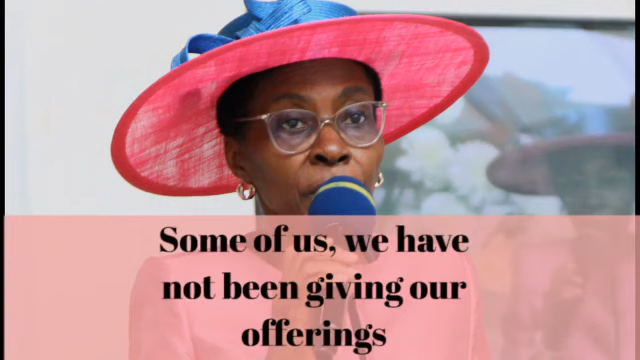 Some of us, we have
not been giving our
offerings